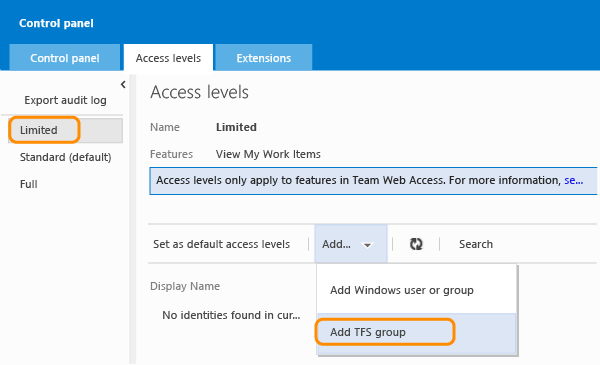 Control panel
Control panel
Access levels
Extensions
Export audit log
Limited
Standard (default)
Full
Access levels
Name Limited
Features View My Work Items
Access levels only apply to features in Team Web Access. For more information, se...
Set as default access levels Add... Search
Add Windows user or group
Add TFS group
Display Name
No identities found in cur...